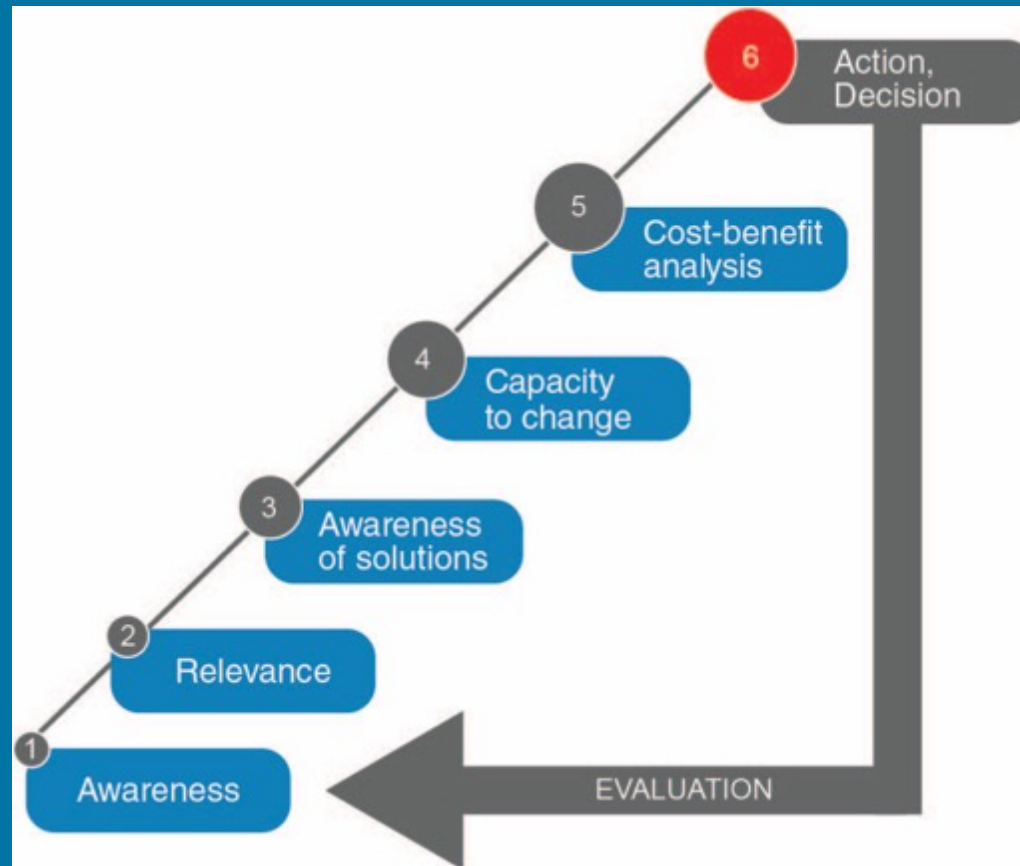 6
Action,
Decision
5
Cost-benefit
analysis
4
Capacity
to change
3
Awareness
of solutions
2
Relevance
1
Awareness
EVALUATION